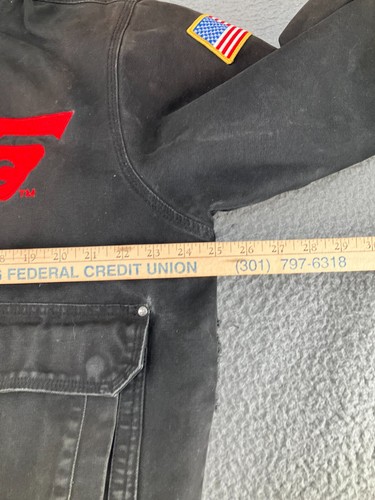 TM
19 20 21 22 23 24 25 26 27 28 29
FEDERAL CREDIT UNION (301) 797-6318